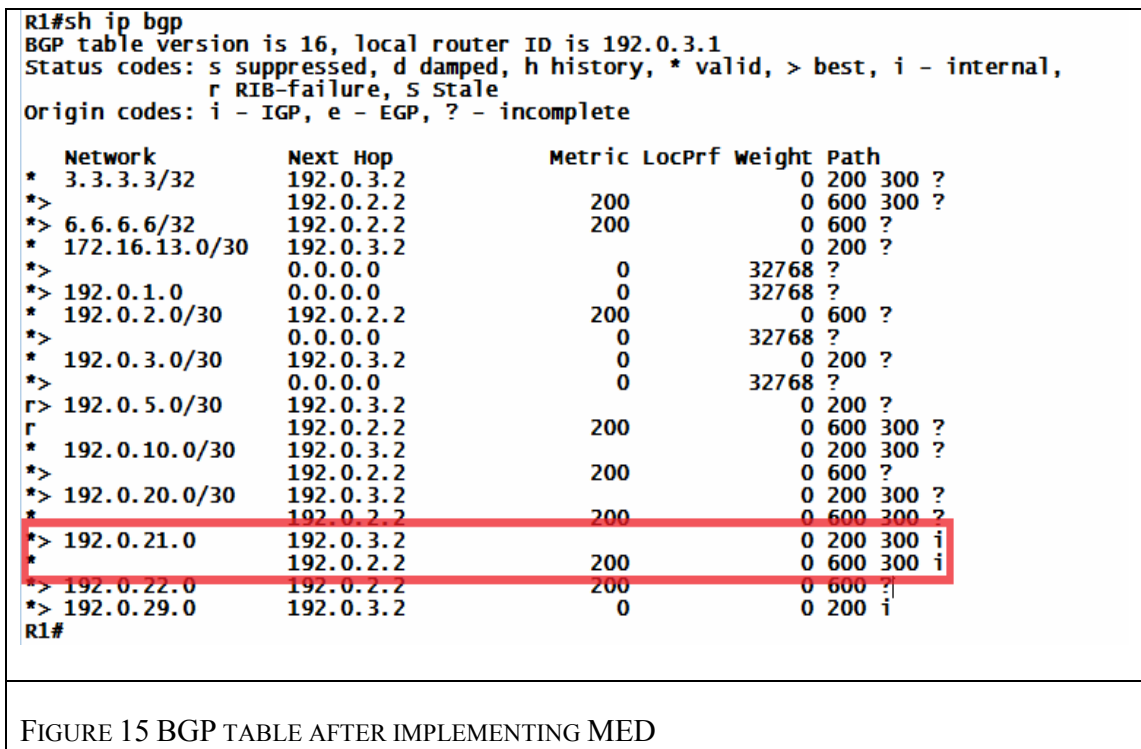 R1#sh ip bgp
BGP table version is 16, local router ID is 192.0.3.1
Status codes: s suppressed, d damped, h history, * valid, > best, i - internal,
r RIB-failure, S Stale
Origin codes: i - IGP, e - EGP, ? - incomplete
Network Next Hop Metric LocPrf Weight Path
* 3.3.3.3/32 192.0.3.2 0 200 300 ?
*> 192.0.2.2 200 0 600 300 ?
*> 6.6.6.6/32 192.0.2.2 200 0 600 ?
* 172.16.13.0/30 192.0.3.2 0 200 ?
*> 0.0.0.0 0 32768 ?
*> 192.0.1.0 0.0.0.0 0 32768 ?
* 192.0.2.0/30 192.0.2.2 200 0 600 ?
*> 0.0.0.0 0 32768 ?
* 192.0.3.0/30 192.0.3.2 0 0 200 ?
*> 0.0.0.0 0 32768 ?
r> 192.0.5.0/30 192.0.3.2 0 200 ?
r 192.0.2.2 200 0 600 300 ?
* 192.0.10.0/30 192.0.3.2 0 200 300 ?
*> 192.0.2.2 200 0 600 ?
*> 192.0.20.0/30 192.0.3.2 0 200 300 ?
* 192.0.2.2 200 0 600 300 ?
*> 192.0.21.0 192.0.3.2 0 200 300 i
* 192.0.2.2 200 0 600 300 i
*> 192.0.22.0 192.0.2.2 200 0 600 ?
*> 192.0.29.0 192.0.3.2 0 0 200 i
R1#
FIGURE 15 BGP TABLE AFTER IMPLEMENTING MED